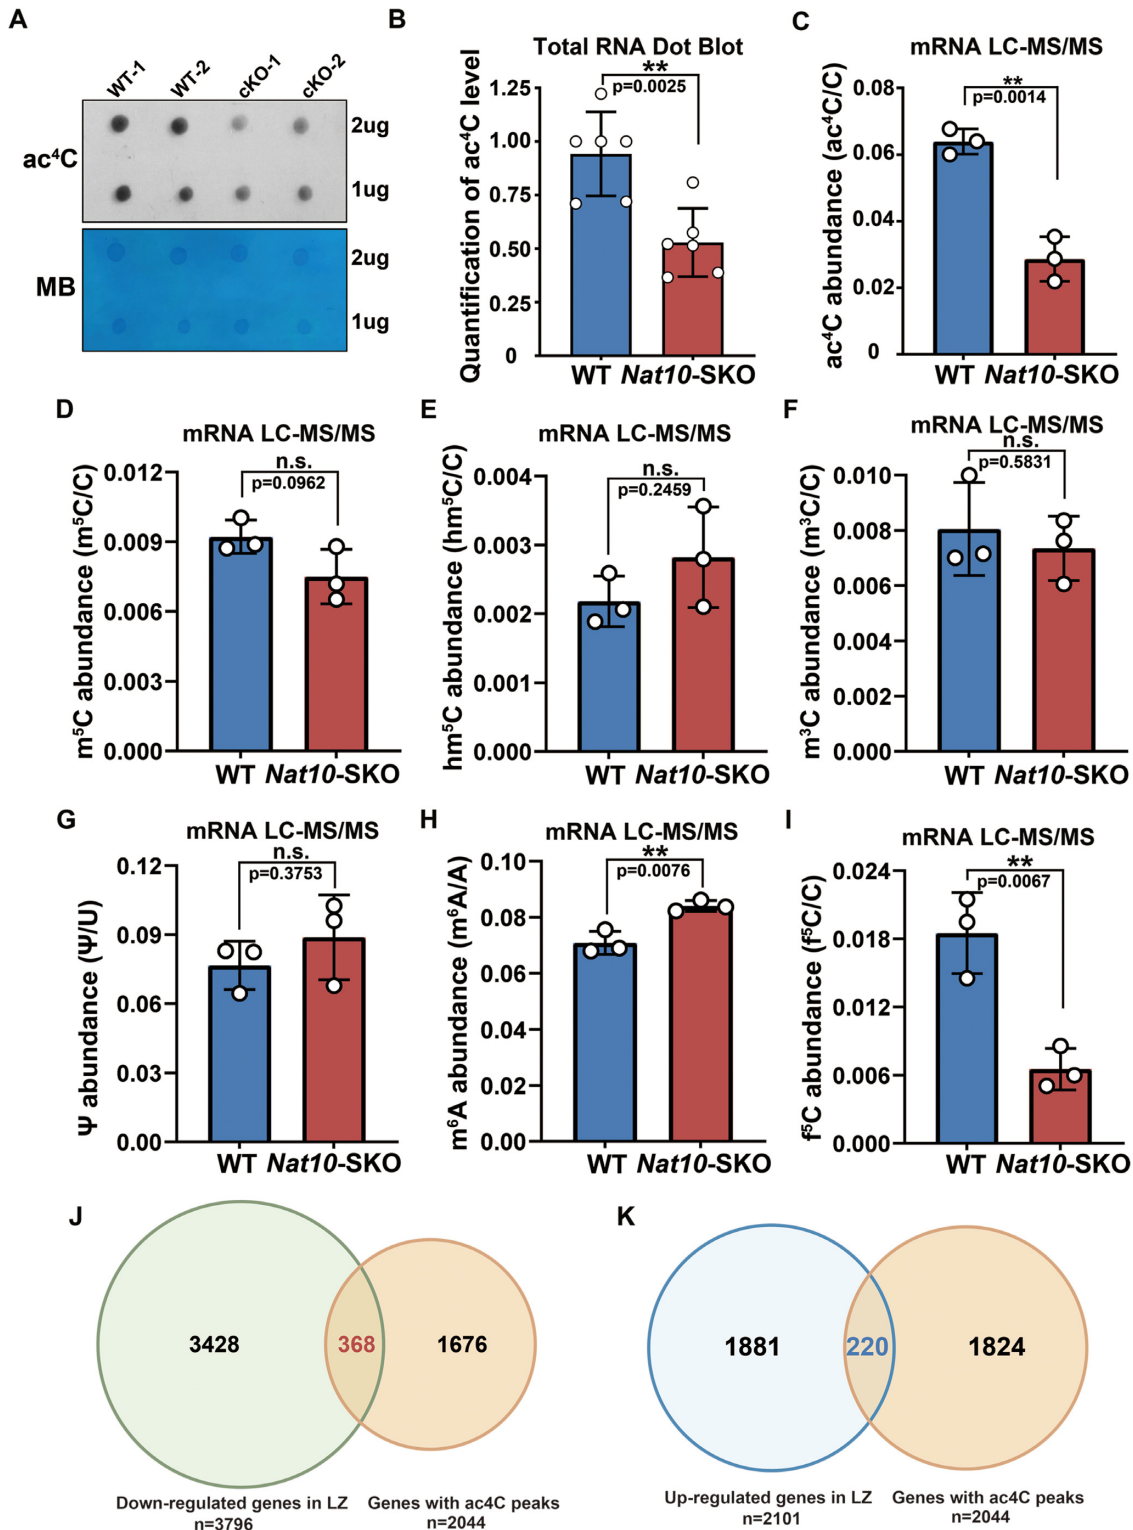 A
WT-1
WT-2
cKO-1
cKO-2
ac⁴C
2ug
1ug
MB
2ug
1ug
B
Total RNA Dot Blot
**
p=0.0025
Quantification of ac⁴C level
1.25
1.00
0.75
0.50
0.25
0
WT
Nat10-SKO
C
mRNA LC-MS/MS
**
p=0.0014
ac⁴C abundance (ac⁴C/C)
0.08
0.06
0.04
0.02
0
WT
Nat10-SKO
D
mRNA LC-MS/MS
n.s.
p=0.0962
m⁵C abundance (m⁵C/C)
0.012
0.009
0.006
0.003
0.000
WT
Nat10-SKO
E
mRNA LC-MS/MS
n.s.
p=0.2459
hm⁵C abundance (hm⁵C/C)
0.004
0.003
0.002
0.001
0.000
WT
Nat10-SKO
F
mRNA LC-MS/MS
n.s.
p=0.5831
m³C abundance (m³C/C)
0.010
0.008
0.006
0.004
0.002
0.000
WT
Nat10-SKO
G
mRNA LC-MS/MS
n.s.
p=0.3753
Ψ abundance (Ψ/U)
0.12
0.09
0.06
0.03
0.00
WT
Nat10-SKO
H
mRNA LC-MS/MS
**
p=0.0076
m⁶A abundance (m⁶A/A)
0.10
0.08
0.06
0.04
0.02
0.00
WT
Nat10-SKO
I
mRNA LC-MS/MS
**
p=0.0067
f⁵C abundance (f⁵C/C)
0.024
0.018
0.012
0.006
0.000
WT
Nat10-SKO
J
3428
368
1676
Down-regulated genes in LZ
n=3796
Genes with ac4C peaks
n=2044
K
1881
220
1824
Up-regulated genes in LZ
n=2101
Genes with ac4C peaks
n=2044